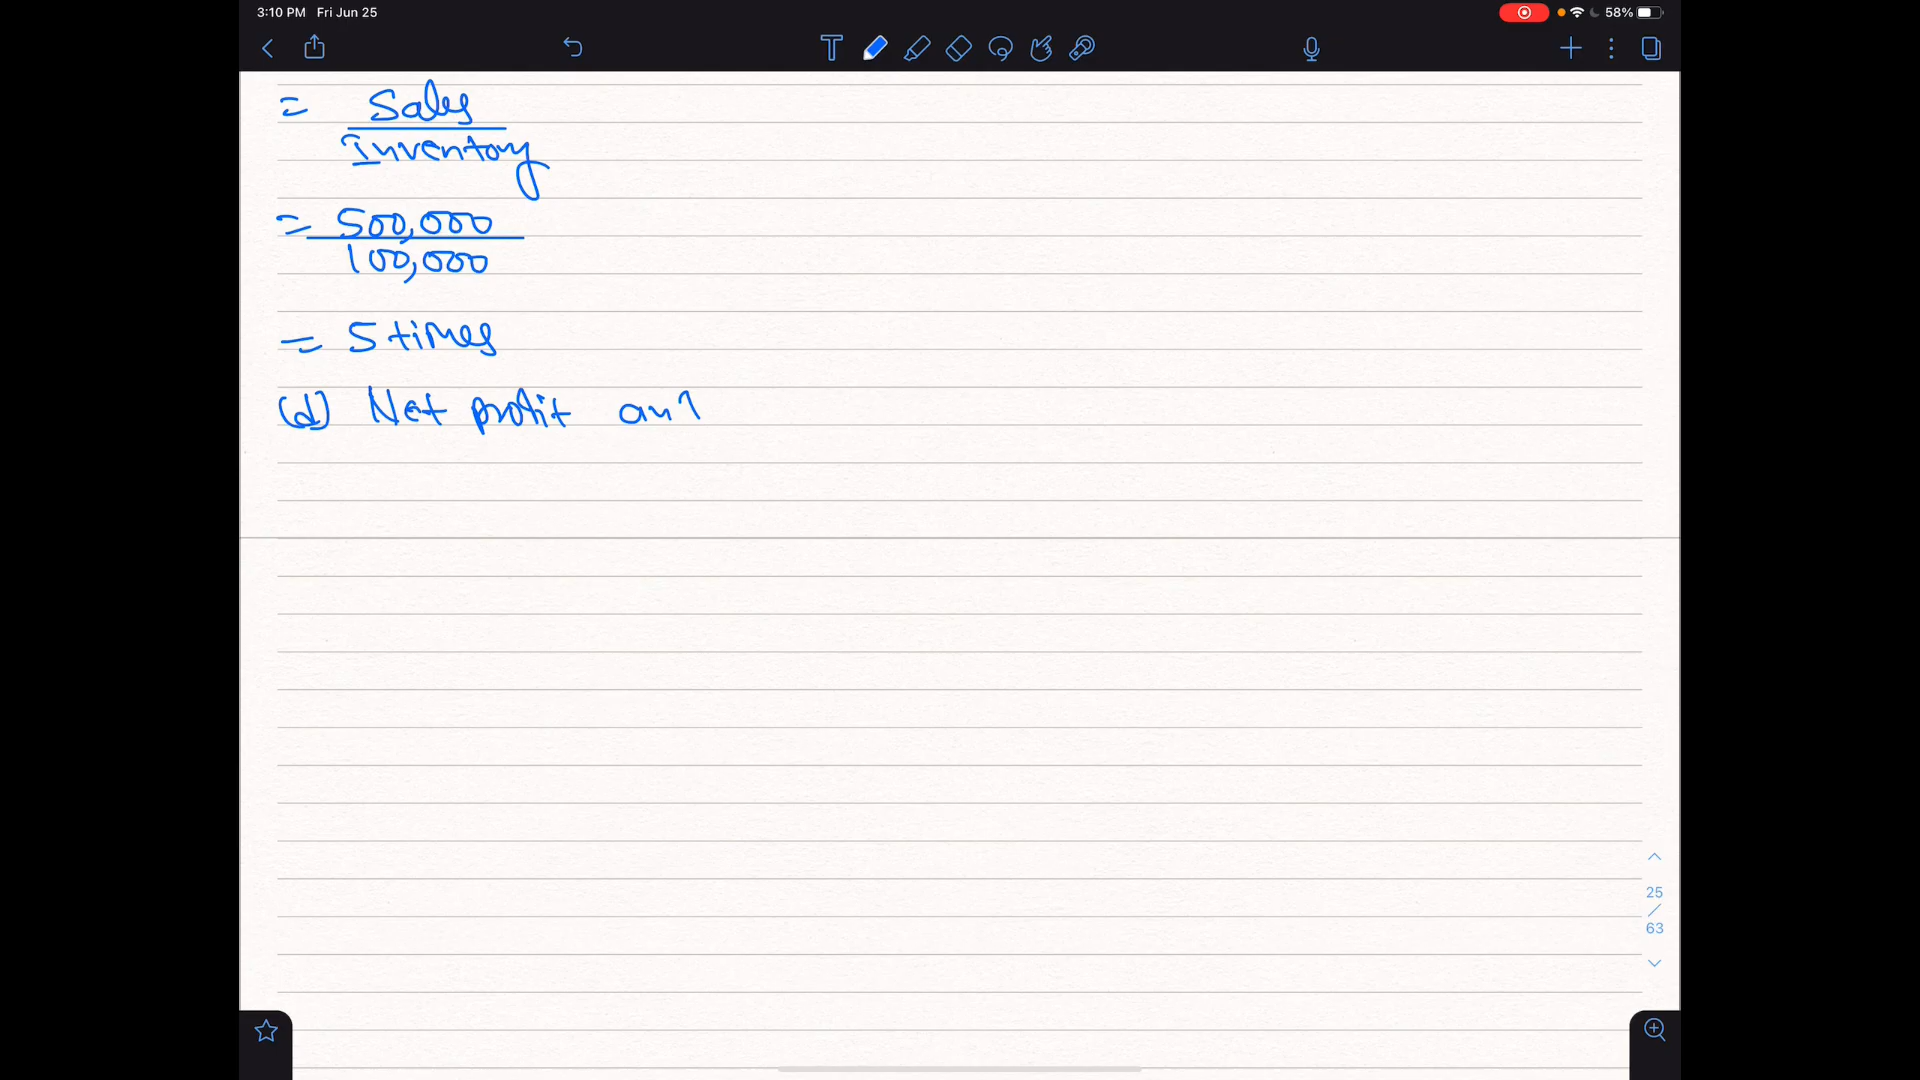 3:10 PM Fri Jun 25
58%
T
= Sales
Inventory
= 500,000
100,000
= 5 times
(d) Net profit
25
/
63